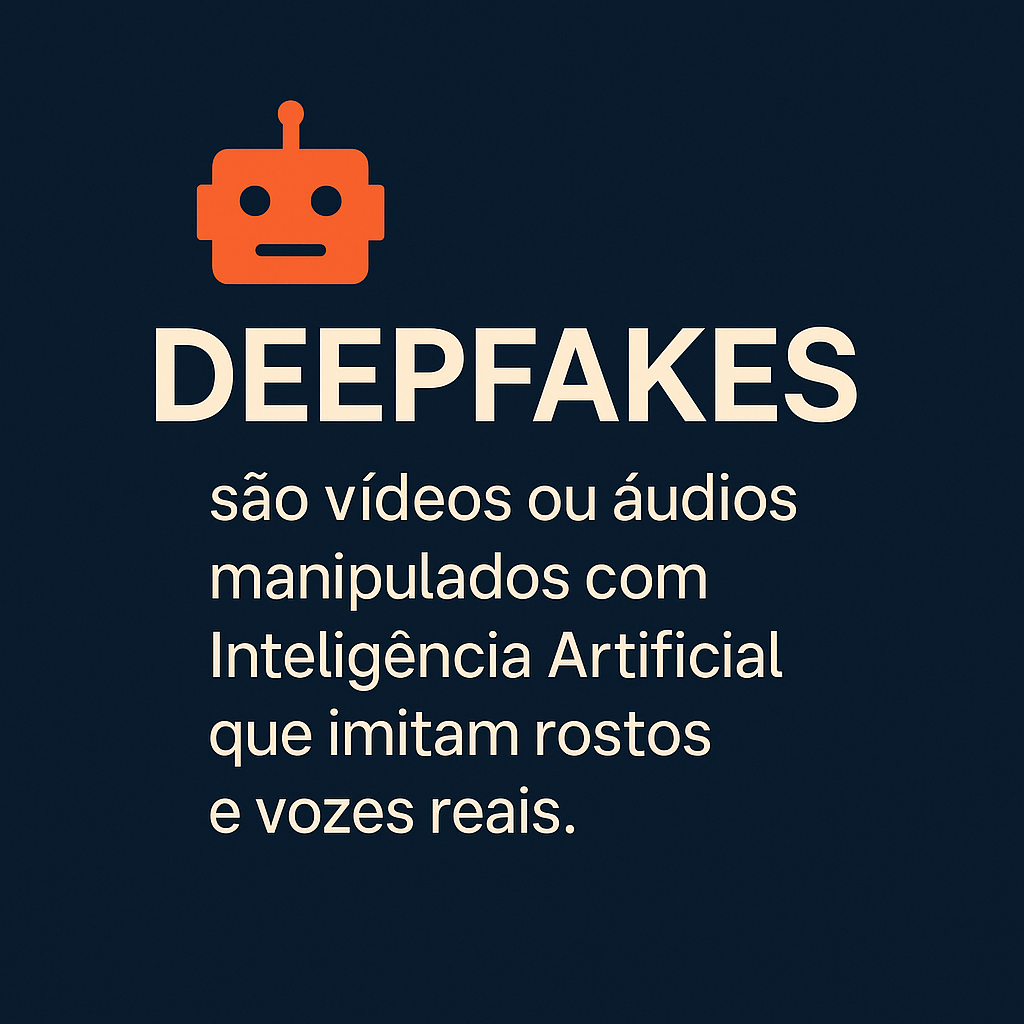 DEEPFAKES
são vídeos ou áudios
manipulados com
Inteligência Artificial
que imitam rostos
e vozes reais.